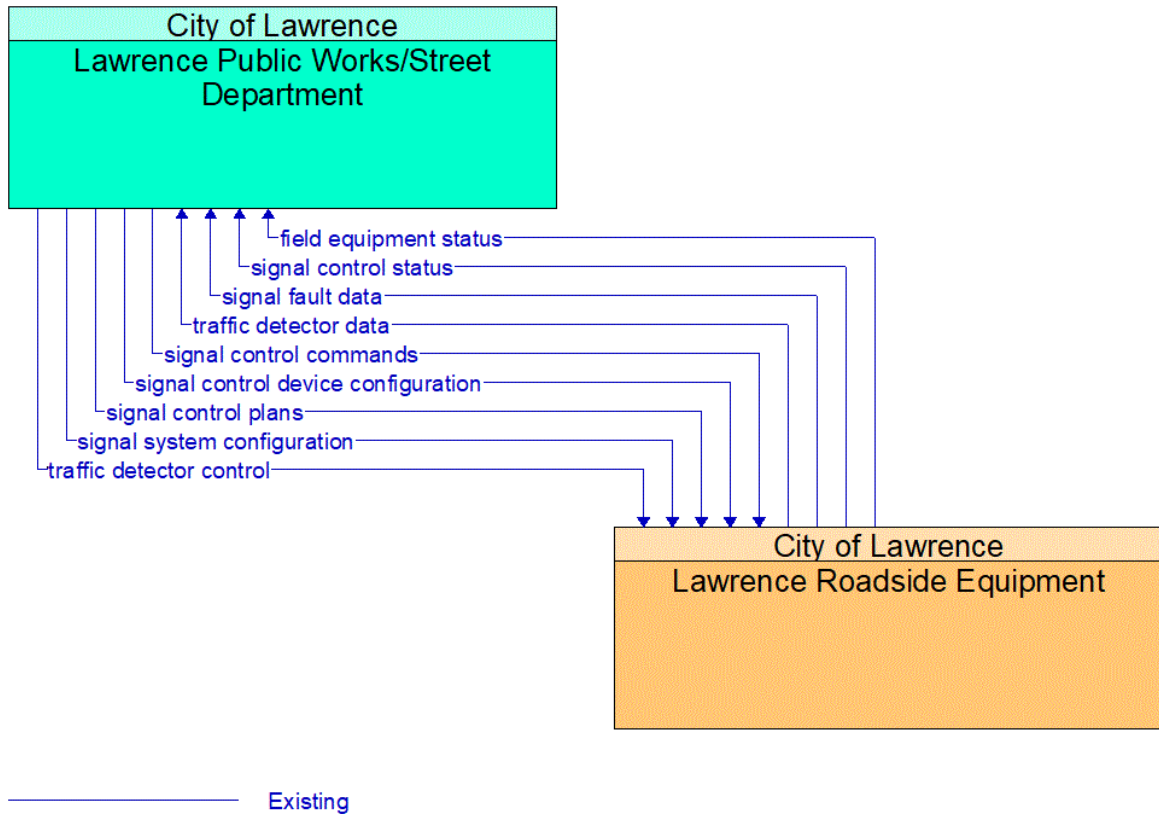 City of Lawrence
Lawrence Public Works/Street
Department
field equipment status
signal control status
signal fault data
traffic detector data
signal control commands
signal control device configuration
signal control plans
signal system configuration
traffic detector control
City of Lawrence
Lawrence Roadside Equipment
Existing